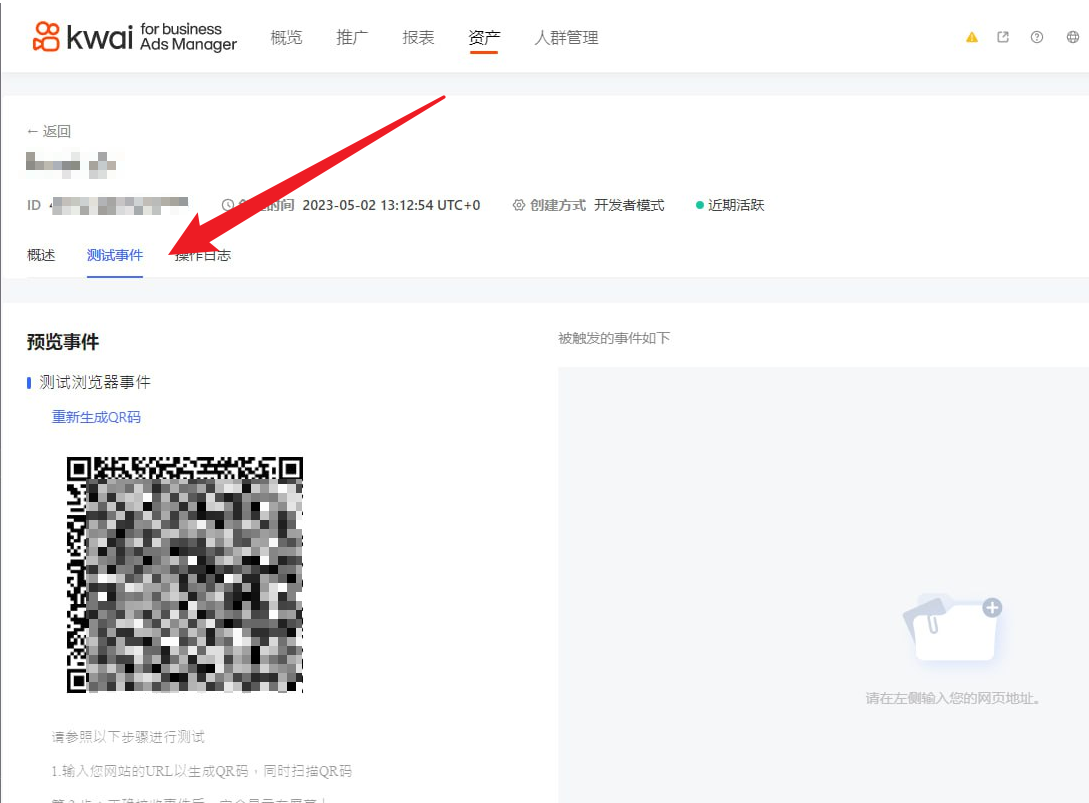 kwai for business Ads Manager
概览 推广 报表 资产 人群管理
← 返回
ID
2023-05-02 13:12:54 UTC+0 创建方式 开发者模式 近期活跃
概述 测试事件 操作日志
预览事件
被触发的事件如下
测试浏览器事件
重新生成QR码
请在左侧输入您的网页地址。
请参照以下步骤进行测试
1.输入您网站的URL以生成QR码，同时扫描QR码